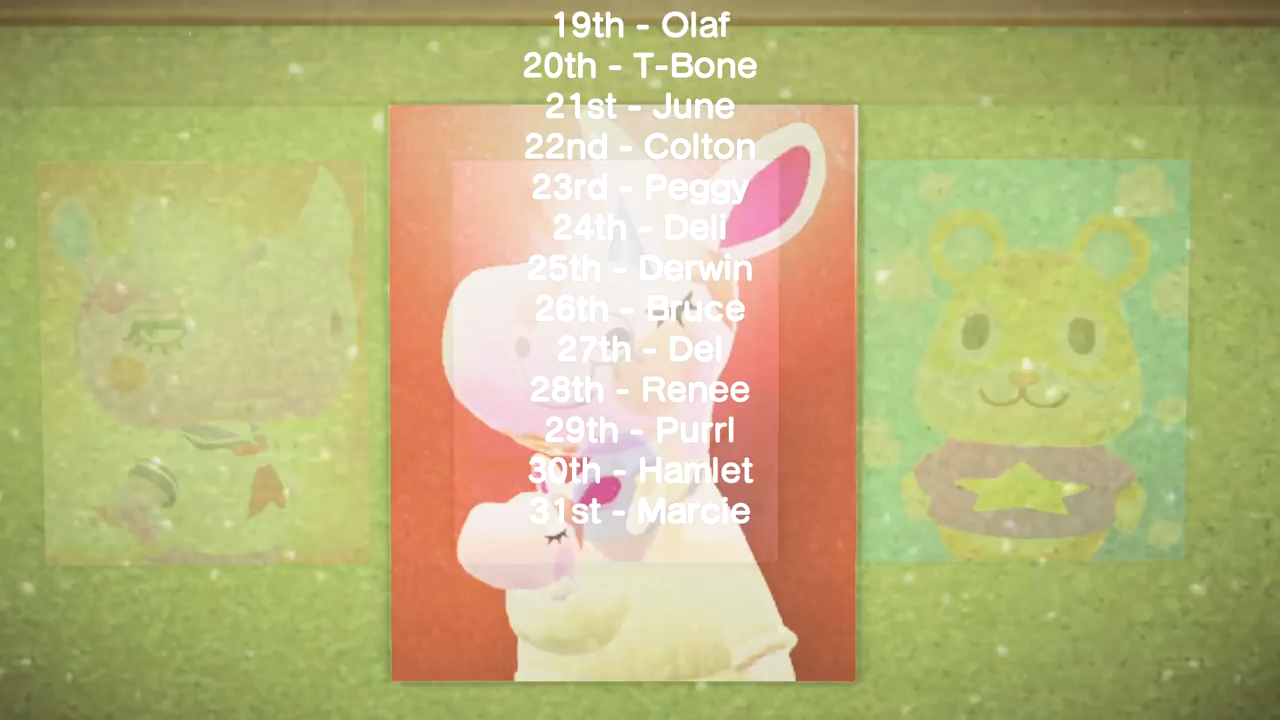 19th - Olaf
20th - T-Bone
21st - June
22nd - Colton
23rd - Peggy
24th - Deli
25th - Derwin
26th - Bruce
27th - Del
28th - Renee
29th - Purrl
30th - Hamlet
31st - Marcie